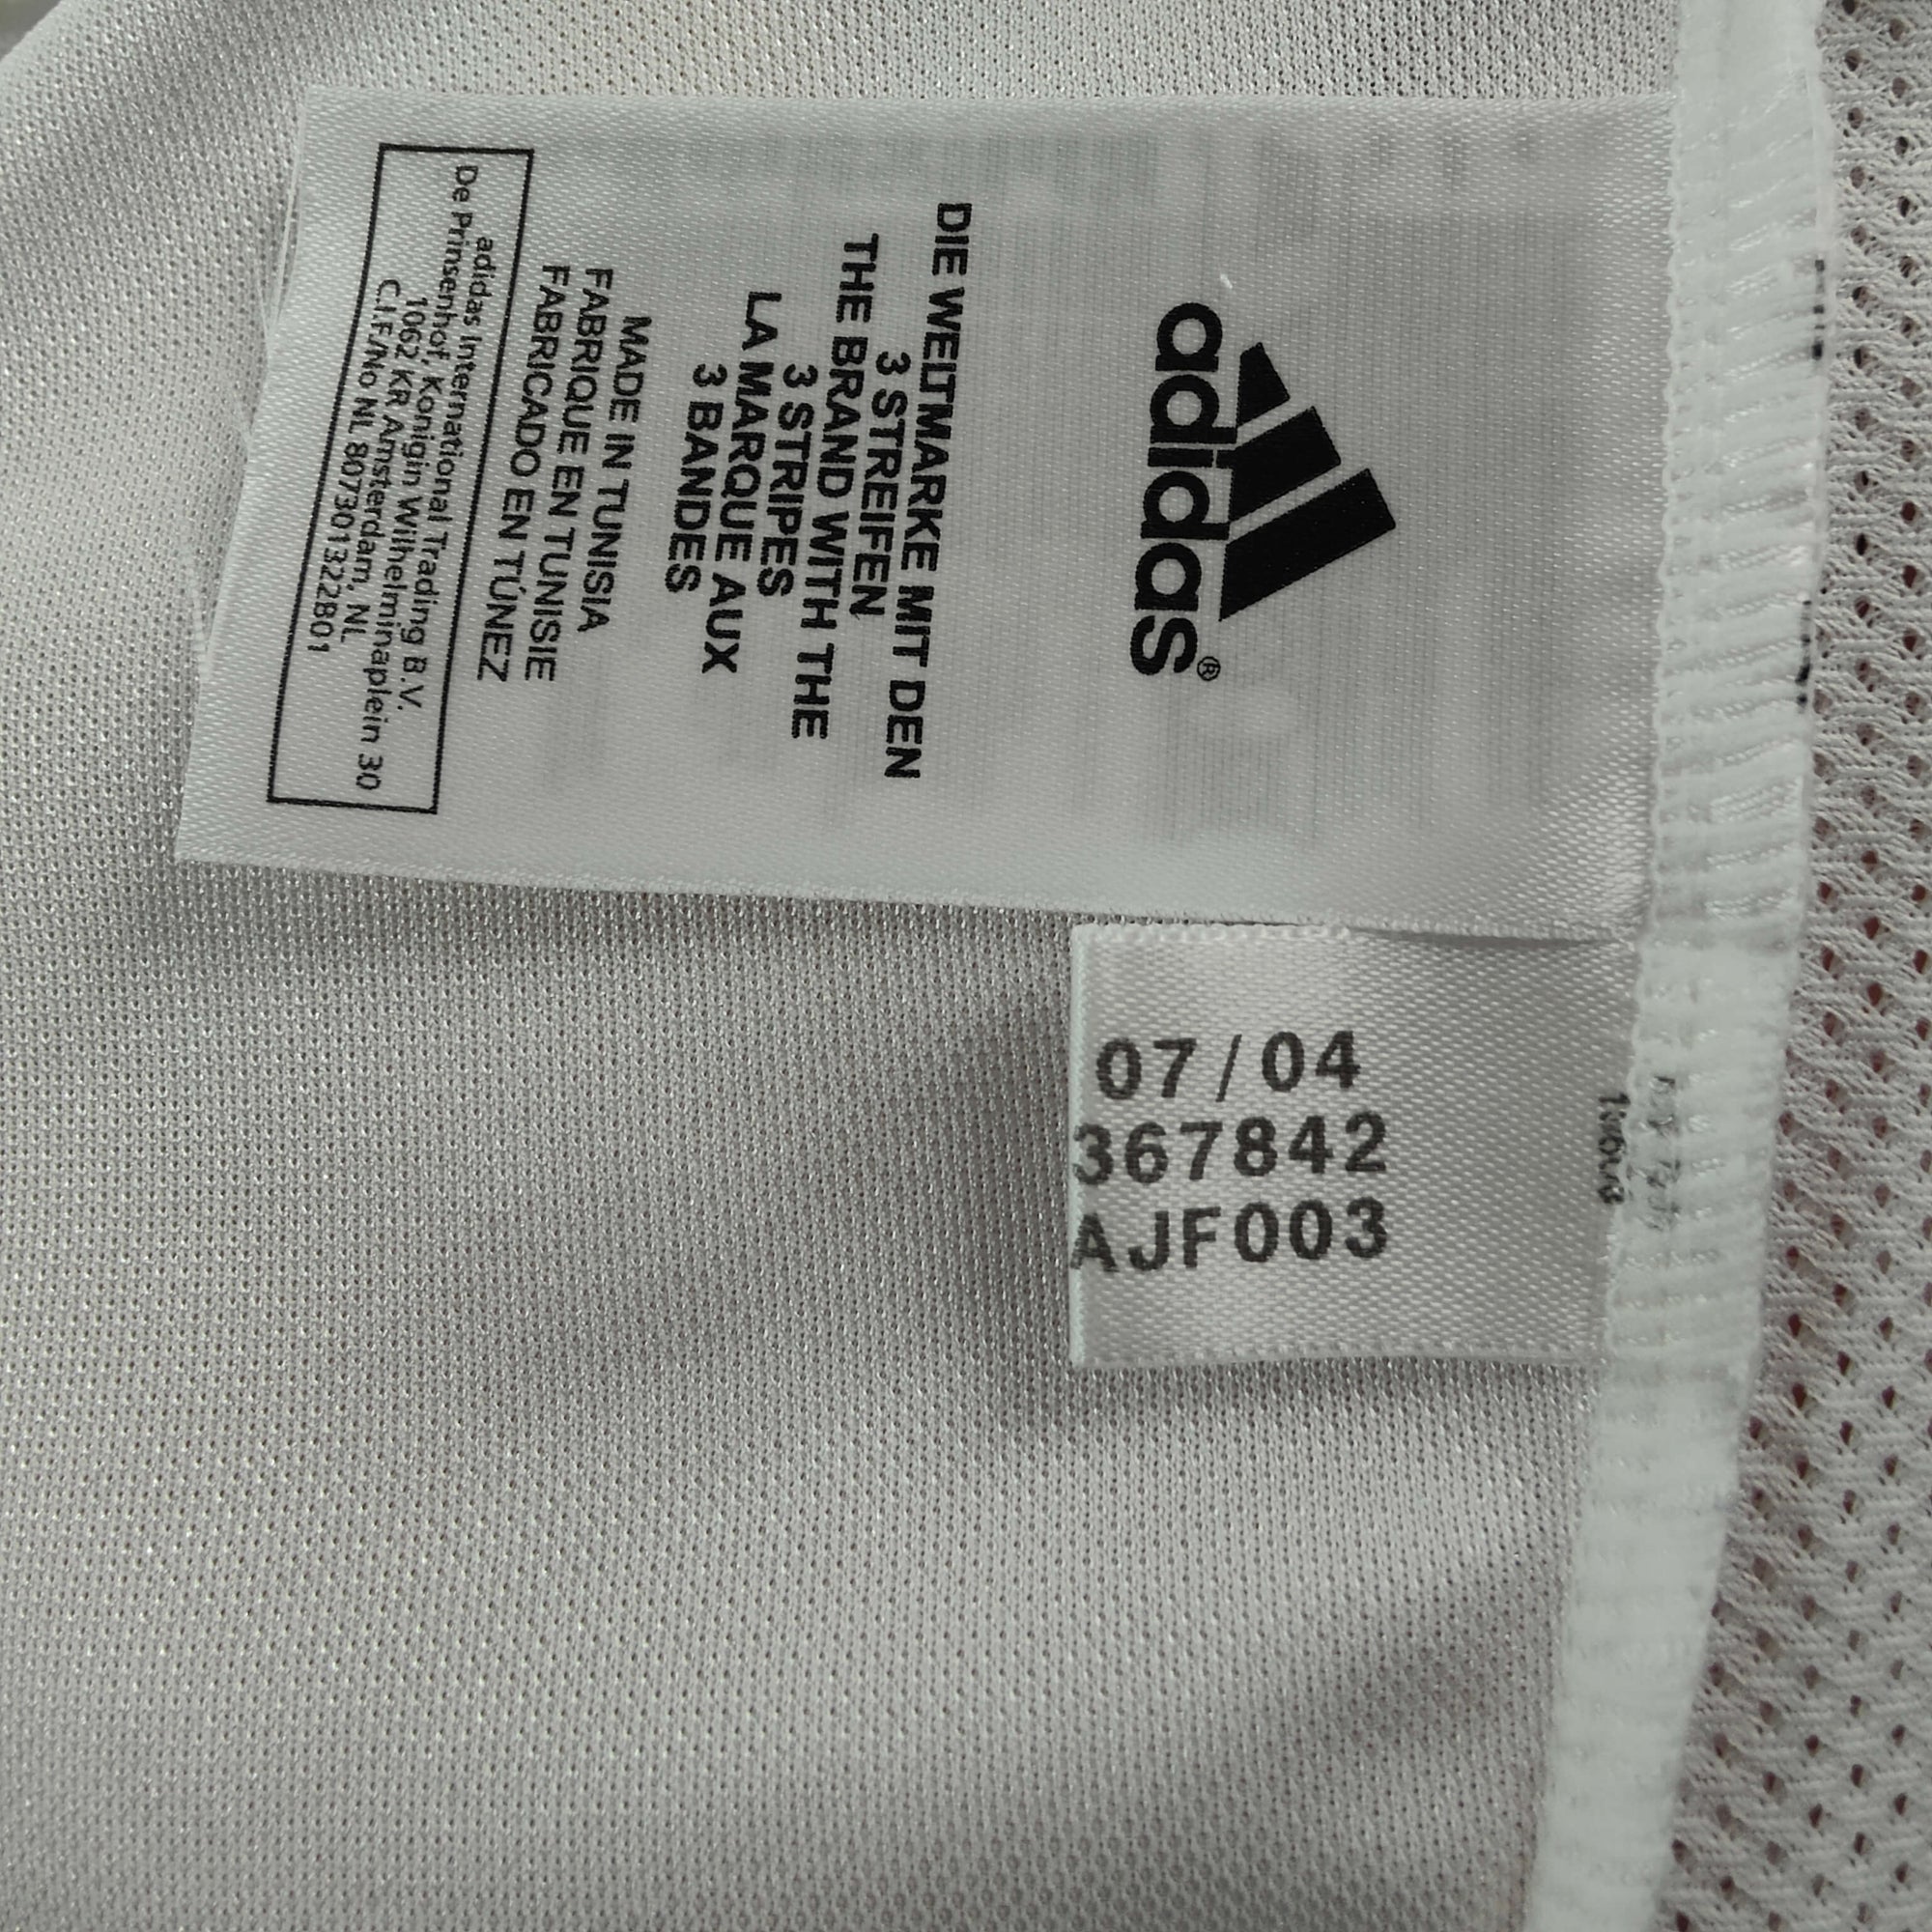 adidas®
DIE WELTMARKE MIT DEN
3 STREIFEN
THE BRAND WITH THE
3 STRIPES
LA MARQUE AUX
3 BANDES
MADE IN TUNISIA
FABRIQUE EN TUNISIE
FABRICADO EN TÚNEZ
adidas International Trading B.V.
De Prinsenhof, Konigin Wilhelminaplein 30
1062 KR Amsterdam, NL
C.I.F./No NL 807301322801
07/04
367842
AJF003